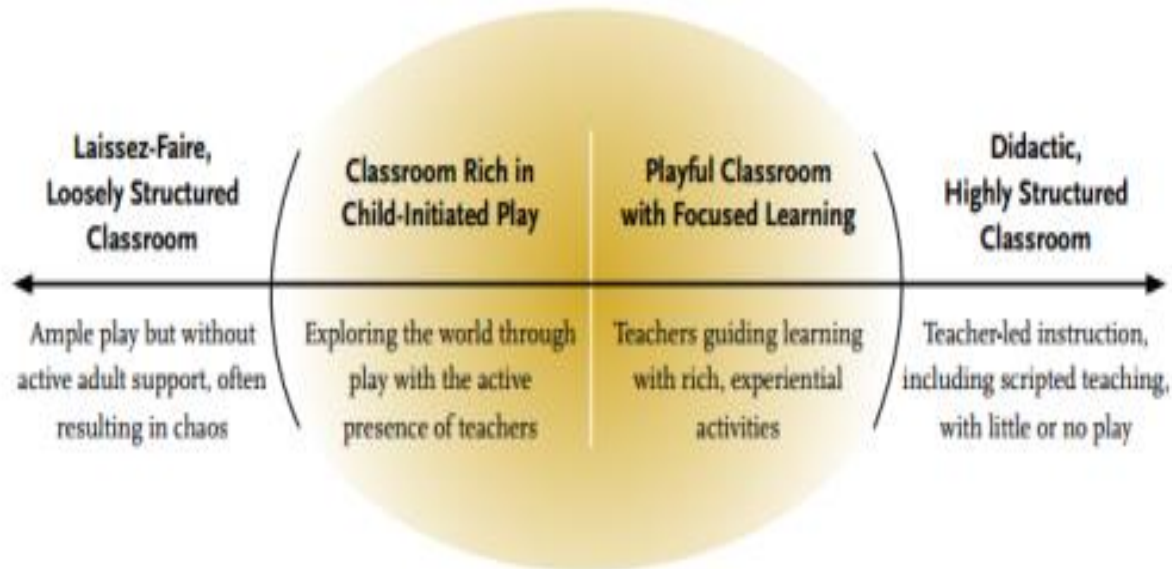 Laissez-Faire,
Loosely Structured
Classroom
Ample play but without
active adult support, often
resulting in chaos
Classroom Rich in
Child-Initiated Play
Exploring the world through
play with the active
presence of teachers
Playful Classroom
with Focused Learning
Teachers guiding learning
with rich, experiential
activities
Didactic,
Highly Structured
Classroom
Teacher-led instruction,
including scripted teaching,
with little or no play